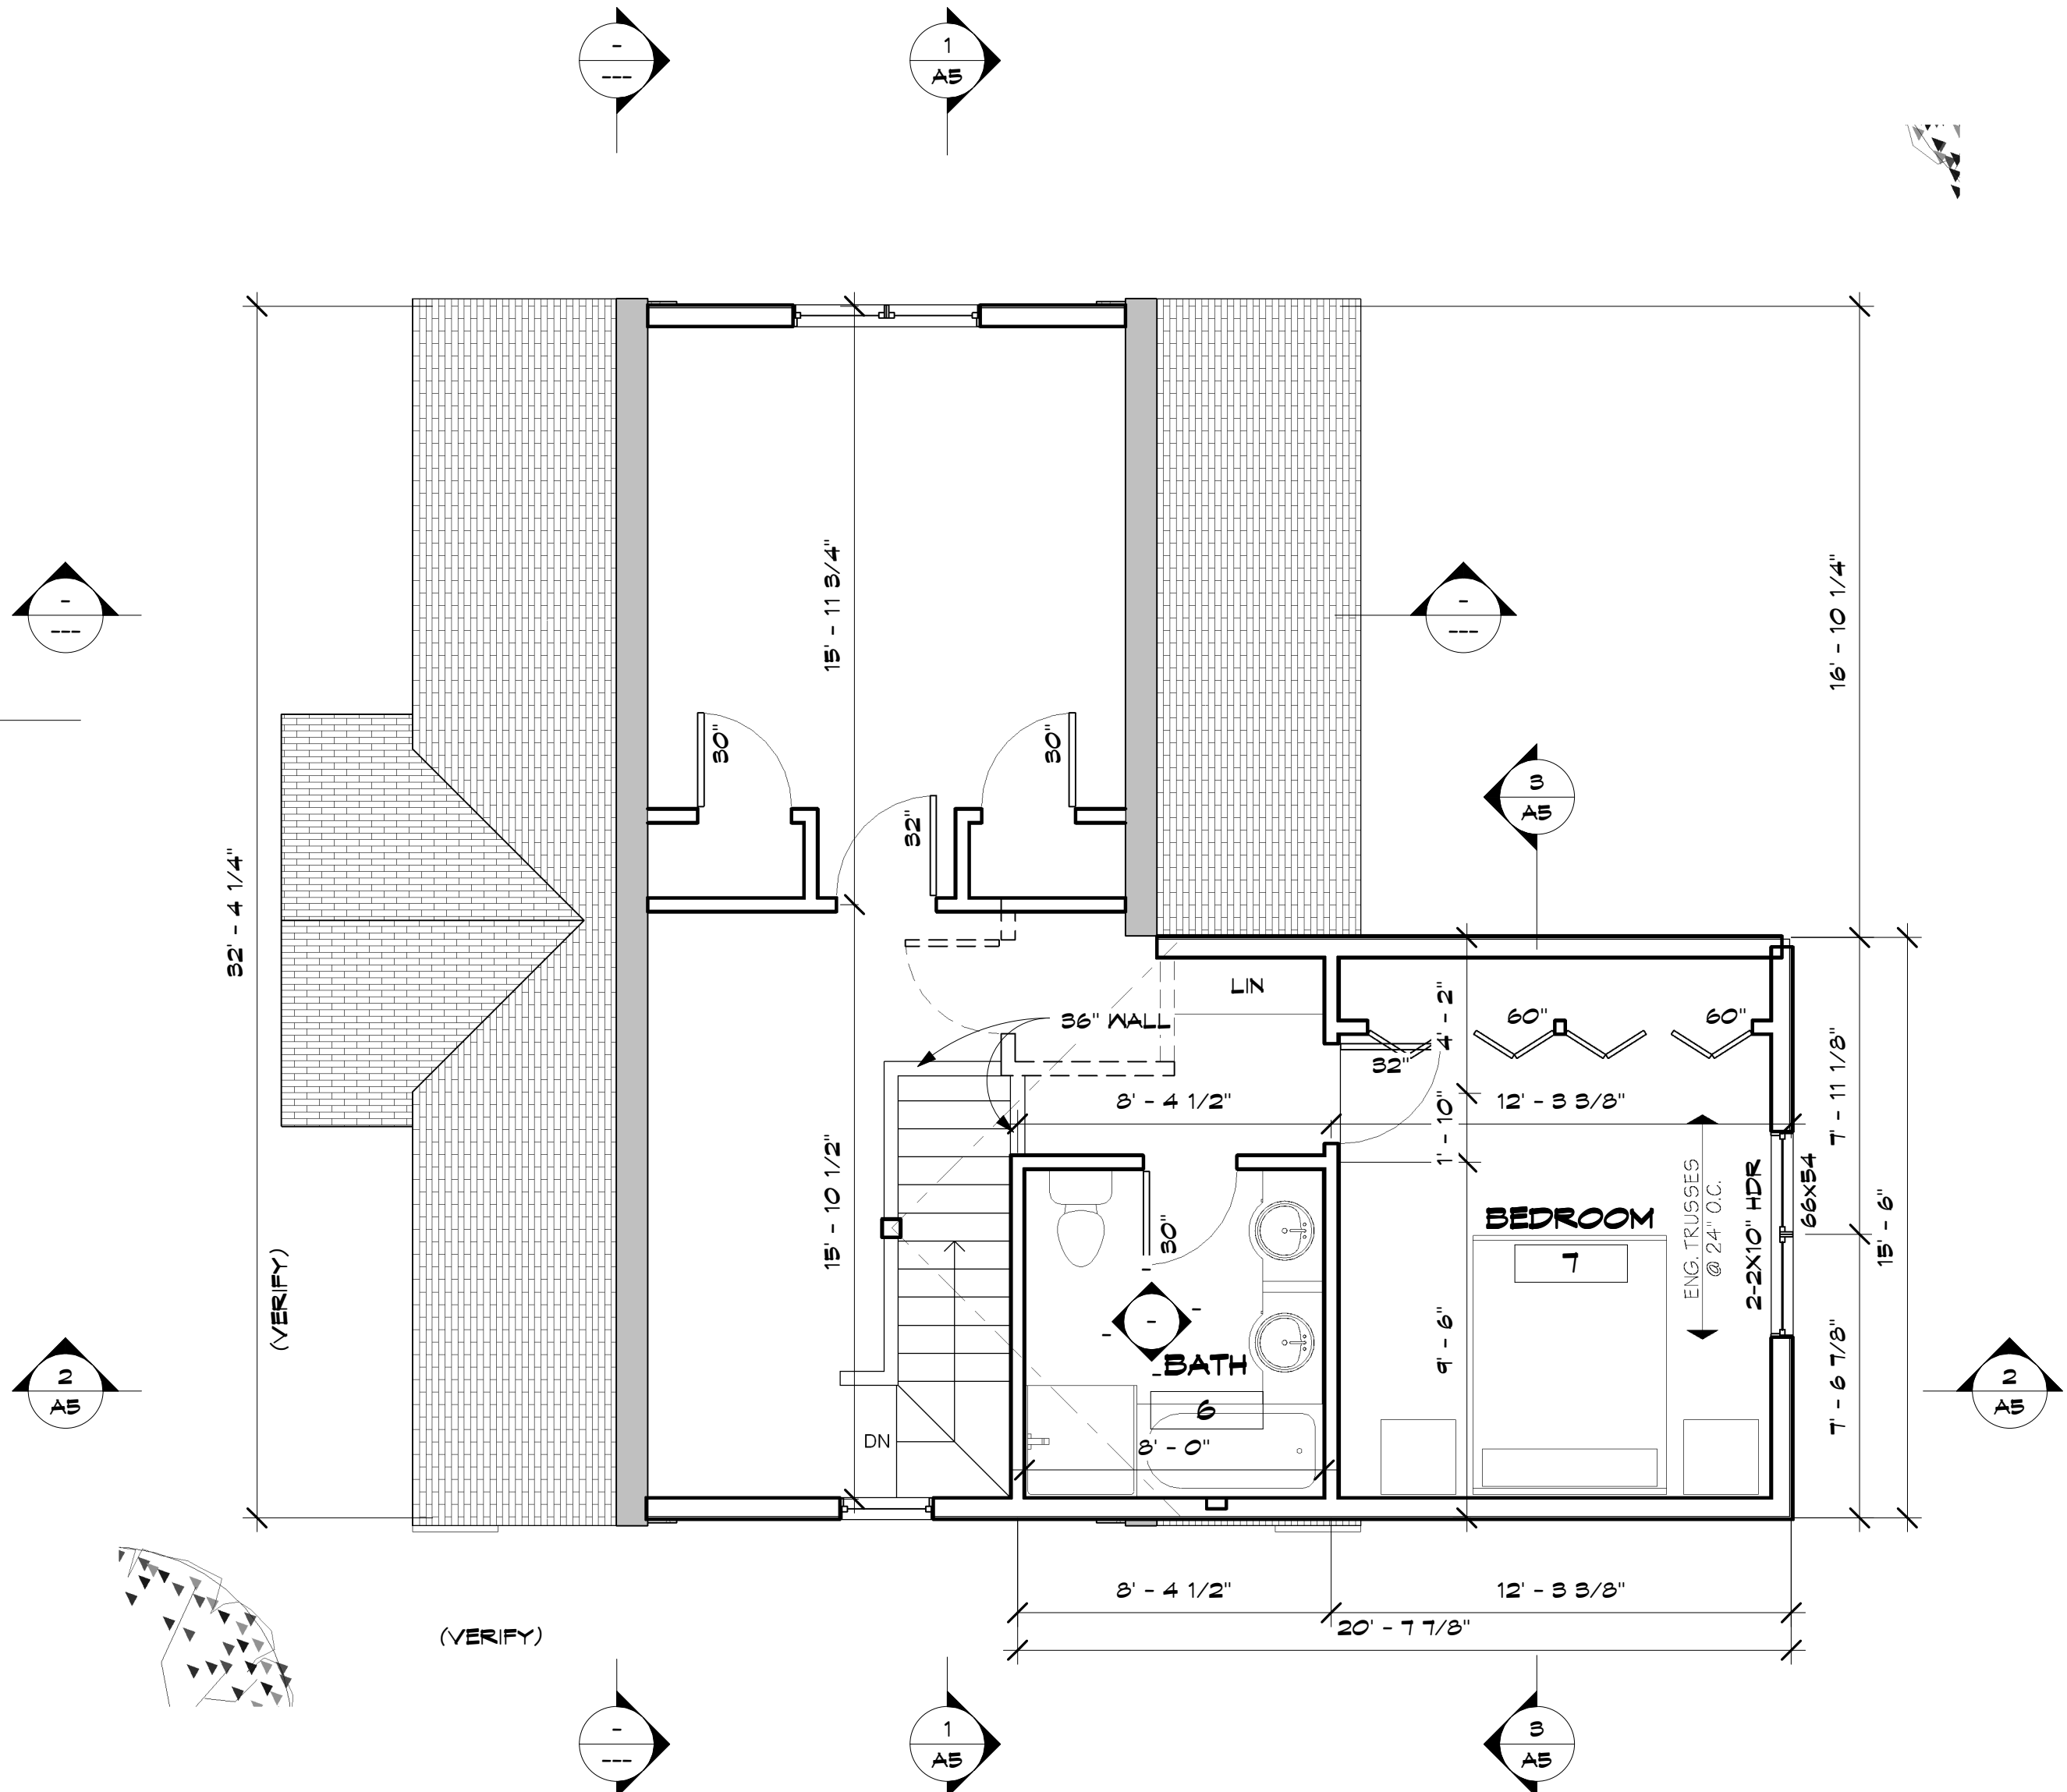 -
---
1
A5
-
---
-
---
15' - 11 3/4"
16' - 10 1/4"
30"
30"
32"
3
A5
32' - 4 1/4"
LIN
36" WALL
60"
60"
4' - 2"
32"
8' - 4 1/2"
12' - 3 3/8"
1' - 10"
7' - 11 1/8"
15' - 10 1/2"
66x54
ENG. TRUSSES
@ 24" O.C.
2-2X10" HDR
BEDROOM
7
30"
15' - 6"
(VERIFY)
-
-
-
-
-
BATH
6
9' - 6"
7' - 6 7/8"
2
A5
2
A5
DN
8' - 0"
8' - 4 1/2"
12' - 3 3/8"
20' - 7 7/8"
(VERIFY)
-
---
1
A5
3
A5